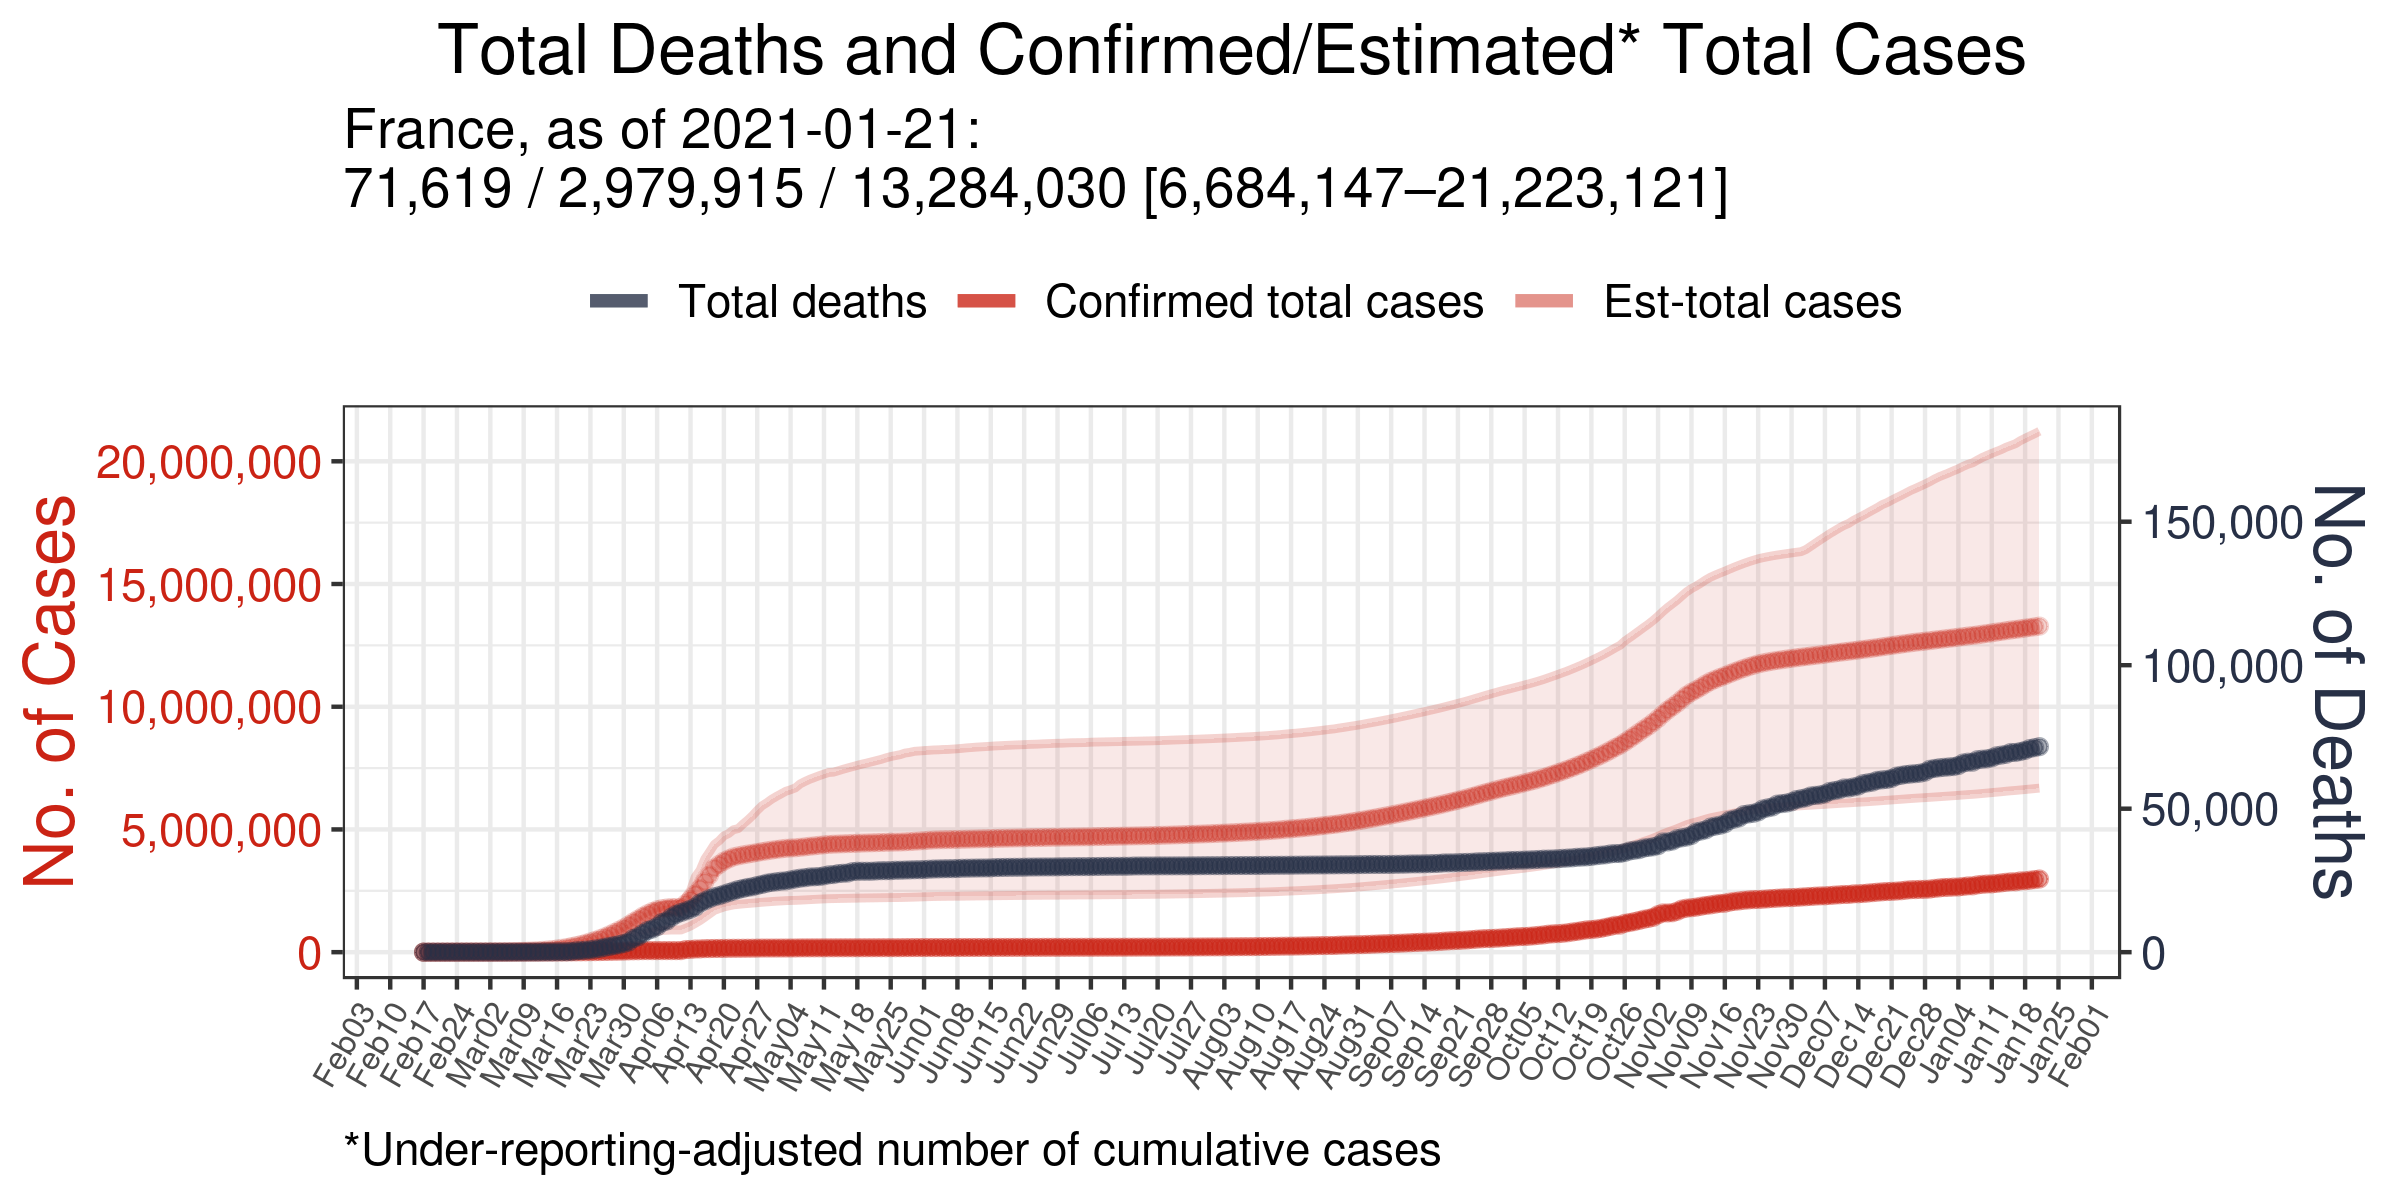 Total Deaths and Confirmed/Estimated* Total Cases
France, as of 2021-01-21:
71,619 / 2,979,915 / 13,284,030 [6,684,147–21,223,121]
Total deaths
Confirmed total cases
Est-total cases
No. of Cases
20,000,000
15,000,000
10,000,000
5,000,000
0
150,000
100,000
50,000
0
No. of Deaths
Feb03
Feb10
Feb17
Feb24
Mar02
Mar09
Mar16
Mar23
Mar30
Apr06
Apr13
Apr20
Apr27
May04
May11
May18
May25
Jun01
Jun08
Jun15
Jun22
Jun29
Jul06
Jul13
Jul20
Jul27
Aug03
Aug10
Aug17
Aug24
Aug31
Sep07
Sep14
Sep21
Sep28
Oct05
Oct12
Oct19
Oct26
Nov02
Nov09
Nov16
Nov23
Nov30
Dec07
Dec14
Dec21
Dec28
Jan04
Jan11
Jan18
Jan25
Feb01
*Under-reporting-adjusted number of cumulative cases